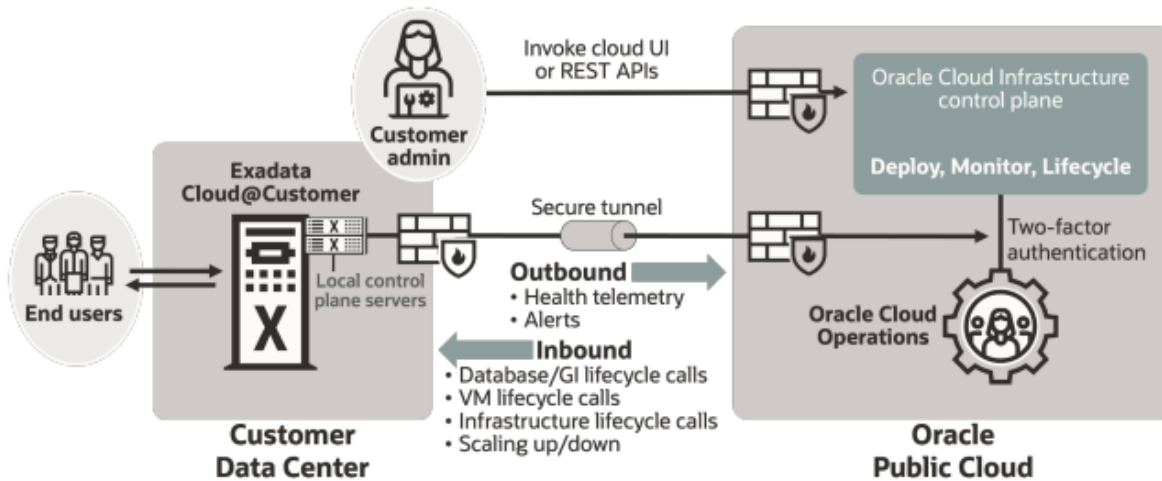 Invoke cloud UI
or REST APIs
Oracle Cloud Infrastructure
control plane
Deploy, Monitor, Lifecycle
Customer
admin
Exadata
Cloud@Customer
X
X
Local control
plane servers
X
End users
Secure tunnel
Two-factor
authentication
Outbound
• Health telemetry
• Alerts
Oracle Cloud
Operations
Inbound
• Database/GI lifecycle calls
• VM lifecycle calls
• Infrastructure lifecycle calls
• Scaling up/down
Customer
Data Center
Oracle
Public Cloud